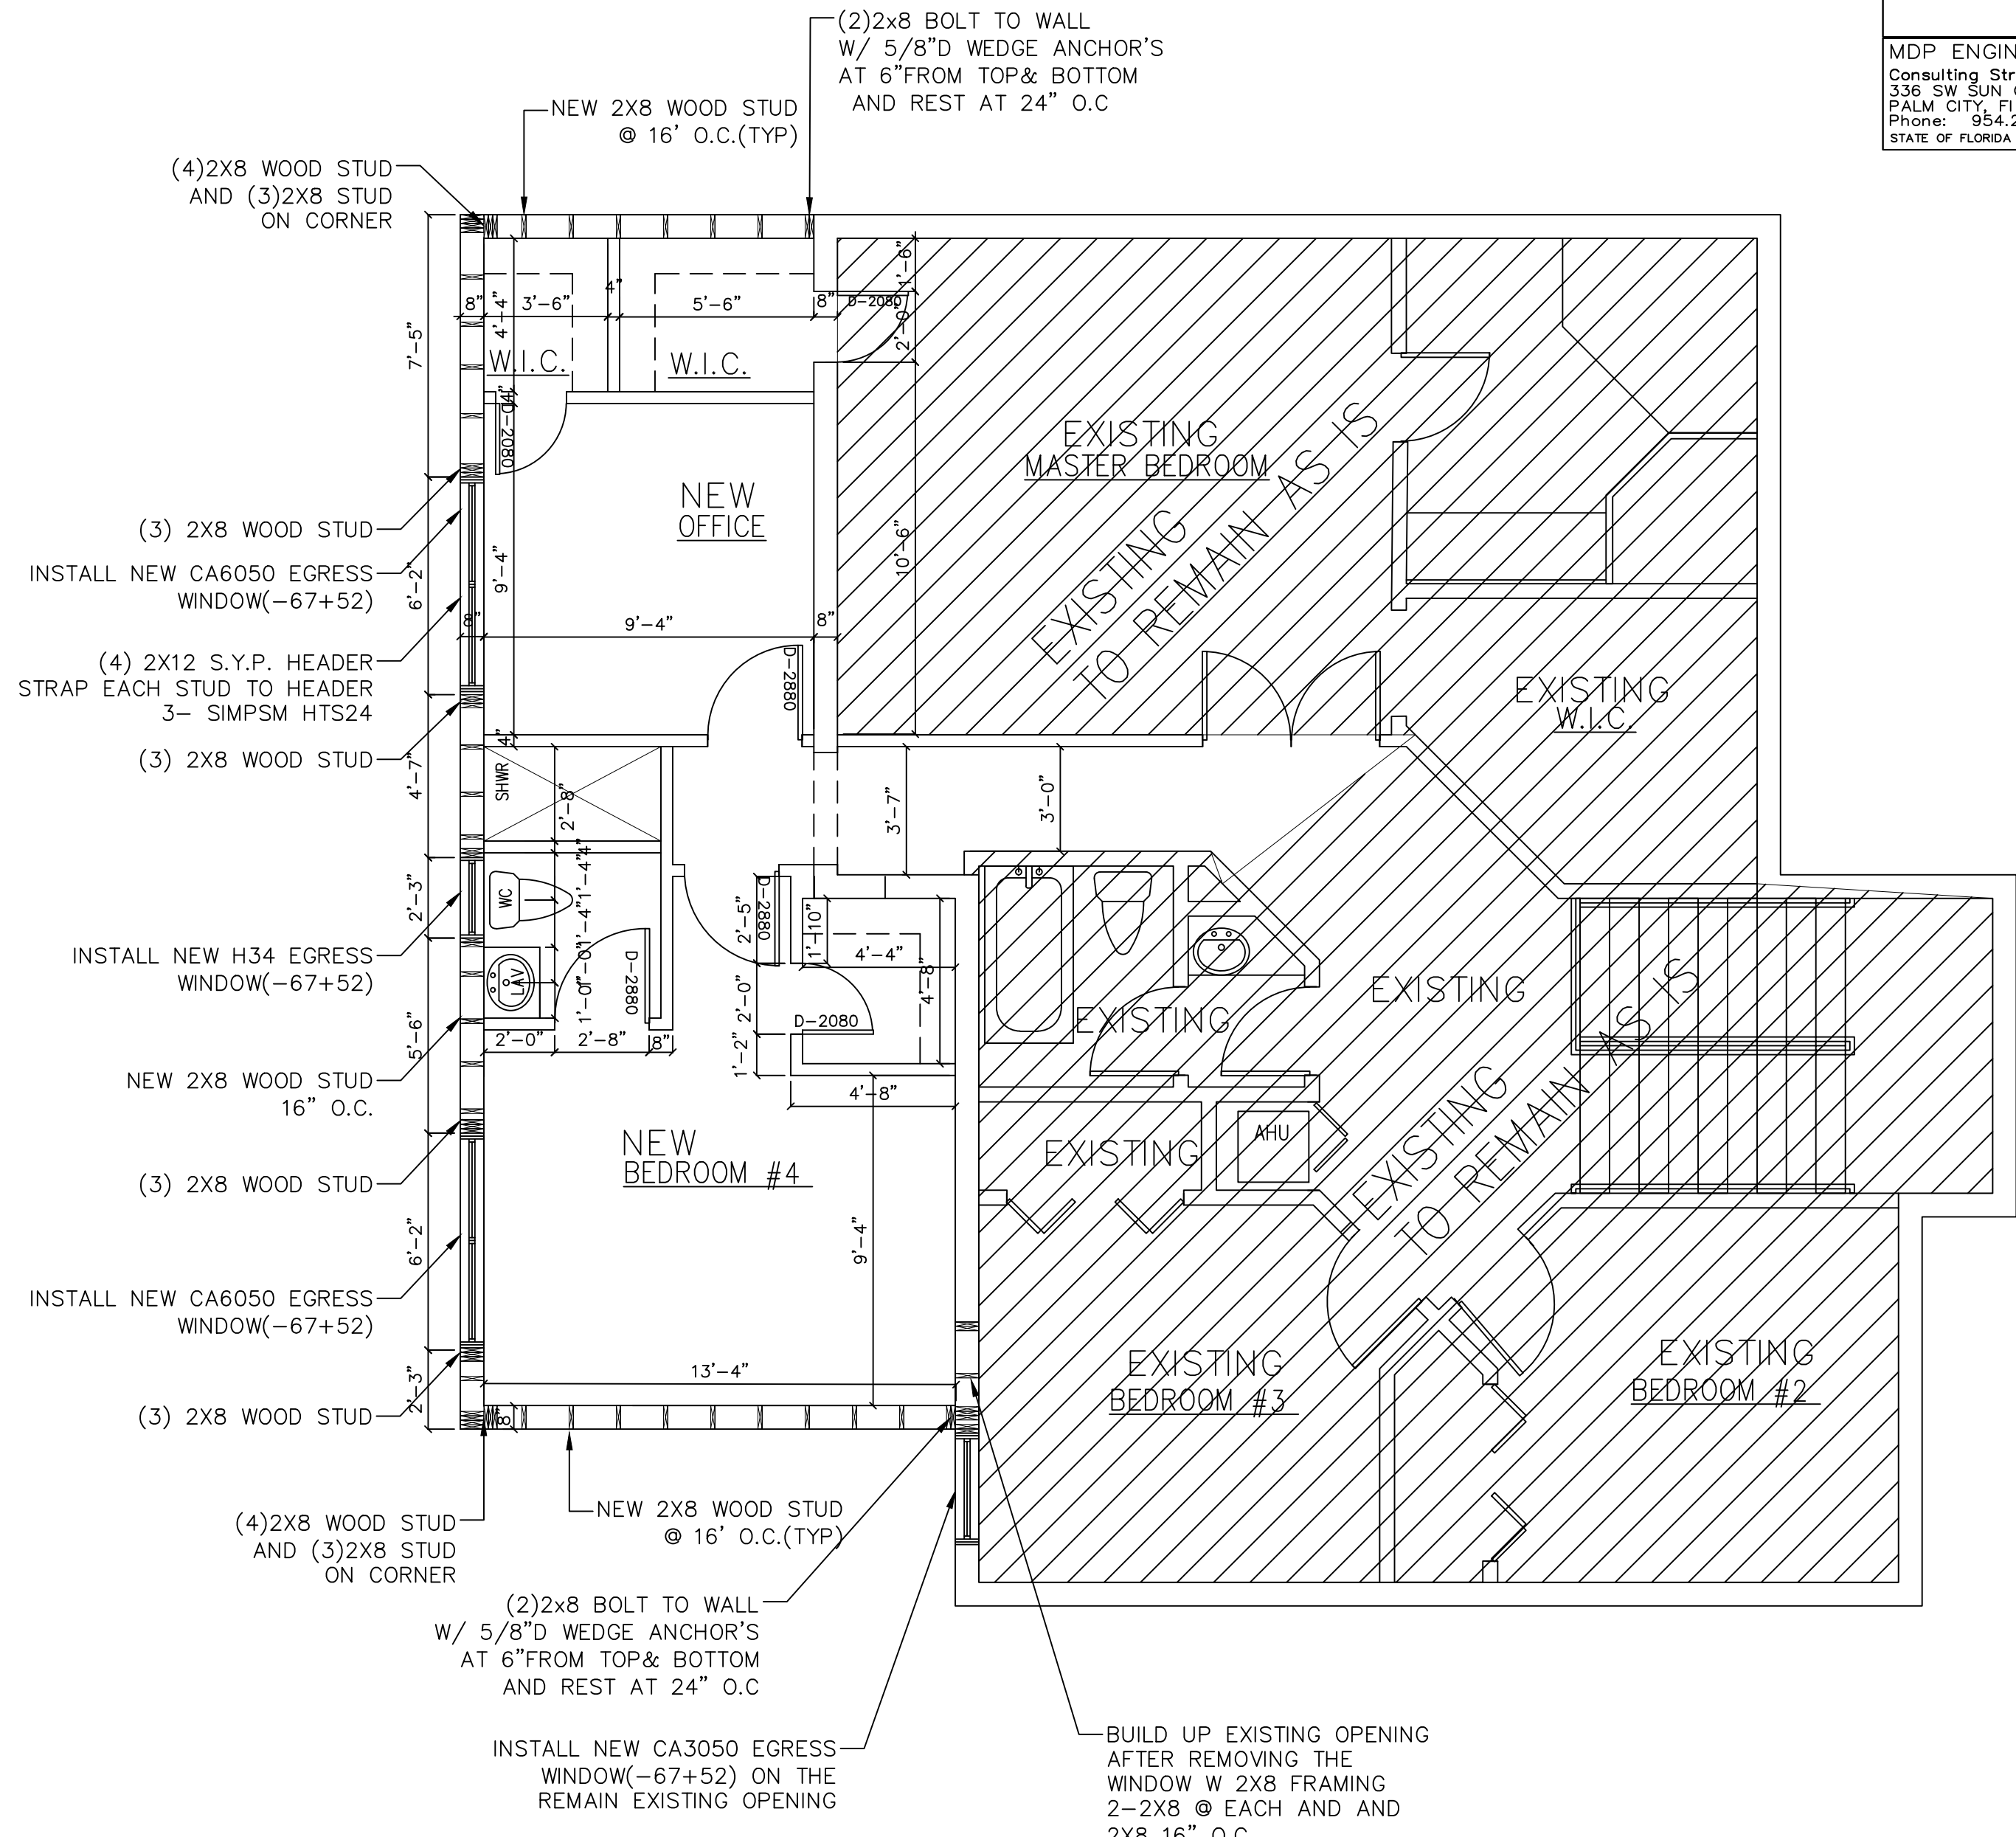 (2)2x8 BOLT TO WALL
W/ 5/8"D WEDGE ANCHOR'S
AT 6"FROM TOP& BOTTOM
AND REST AT 24" O.C
MDP ENGIN
Consulting Str
336 SW SUN
PALM CITY, Fl
Phone: 954.2
STATE OF FLORIDA
NEW 2X8 WOOD STUD
@ 16' O.C.(TYP)
(4)2X8 WOOD STUD
AND (3)2X8 STUD
ON CORNER
7'-5"
8"
4'-4"
3'-6"
4"
5'-6"
8"
D-2080
1'-6"
2'-0"
W.I.C.
W.I.C.
4"
D-2080
EXISTING
MASTER BEDROOM
EXISTING
TO REMAIN AS IS
NEW
OFFICE
(3) 2X8 WOOD STUD
INSTALL NEW CA6050 EGRESS
WINDOW(-67+52)
6'-2"
9'-4"
10'-6"
8"
9'-4"
8"
(4) 2X12 S.Y.P. HEADER
STRAP EACH STUD TO HEADER
3- SIMPSM HTS24
D-2880
EXISTING
W.I.C.
(3) 2X8 WOOD STUD
4"
4'-7"
SHWR
2'-8"
3'-7"
3'-0"
4"
1'-4"
1'-4"
1'-0"
1'-0"
WC
LAV
2'-3"
INSTALL NEW H34 EGRESS
WINDOW(-67+52)
D-2880
2'-5"
D-2880
1'-10"
4'-4"
4'-8"
2'-0"
D-2080
1'-2"
4'-8"
2'-0"
2'-8"
8"
EXISTING
EXISTING
5'-6"
NEW 2X8 WOOD STUD
16" O.C.
EXISTING
AHU
EXISTING
TO REMAIN AS IS
NEW
BEDROOM #4
(3) 2X8 WOOD STUD
6'-2"
9'-4"
INSTALL NEW CA6050 EGRESS
WINDOW(-67+52)
13'-4"
EXISTING
BEDROOM #3
EXISTING
BEDROOM #2
2'-3"
8"
(3) 2X8 WOOD STUD
(4)2X8 WOOD STUD
AND (3)2X8 STUD
ON CORNER
NEW 2X8 WOOD STUD
@ 16' O.C.(TYP)
(2)2x8 BOLT TO WALL
W/ 5/8"D WEDGE ANCHOR'S
AT 6"FROM TOP& BOTTOM
AND REST AT 24" O.C
INSTALL NEW CA3050 EGRESS
WINDOW(-67+52) ON THE
REMAIN EXISTING OPENING
BUILD UP EXISTING OPENING
AFTER REMOVING THE
WINDOW W 2X8 FRAMING
2-2X8 @ EACH AND AND
2X8 16" O.C